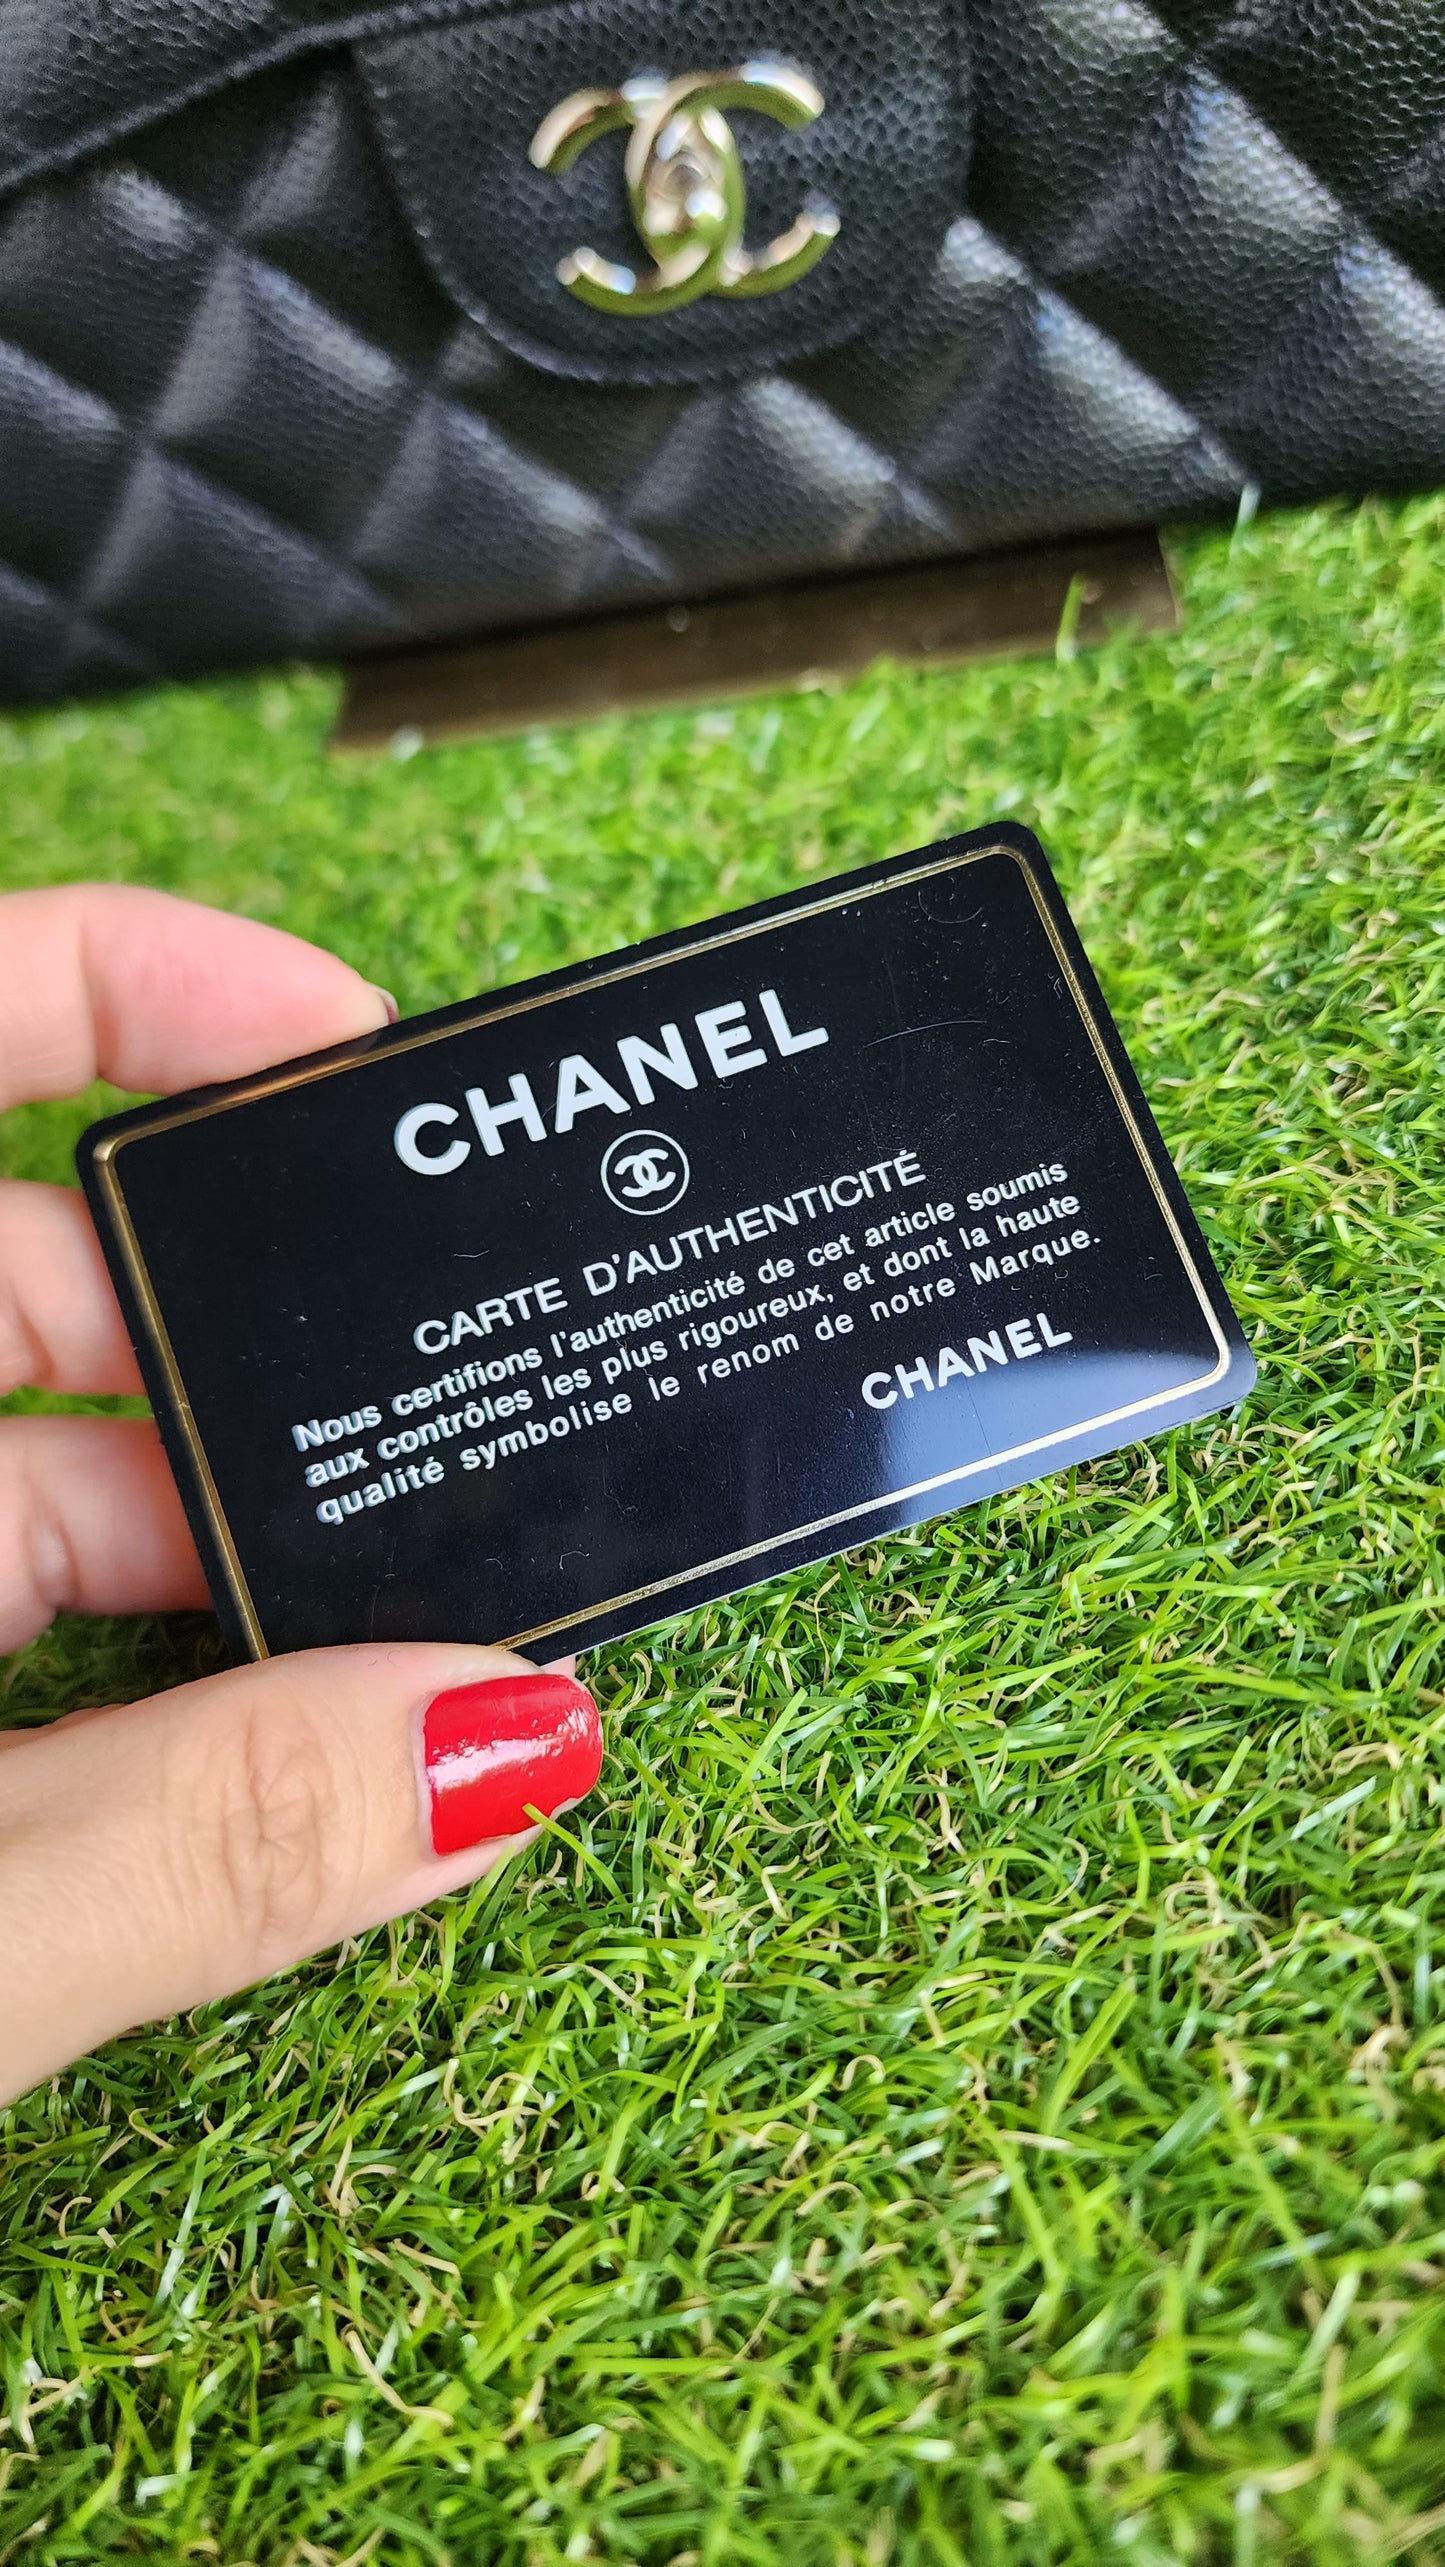 CHANEL
CARTE D'AUTHENTICITÉ
Nous certifions l'authenticité de cet article soumis
aux contrôles les plus rigoureux, et dont la haute
qualité symbolise le renom de notre Marque.
CHANEL